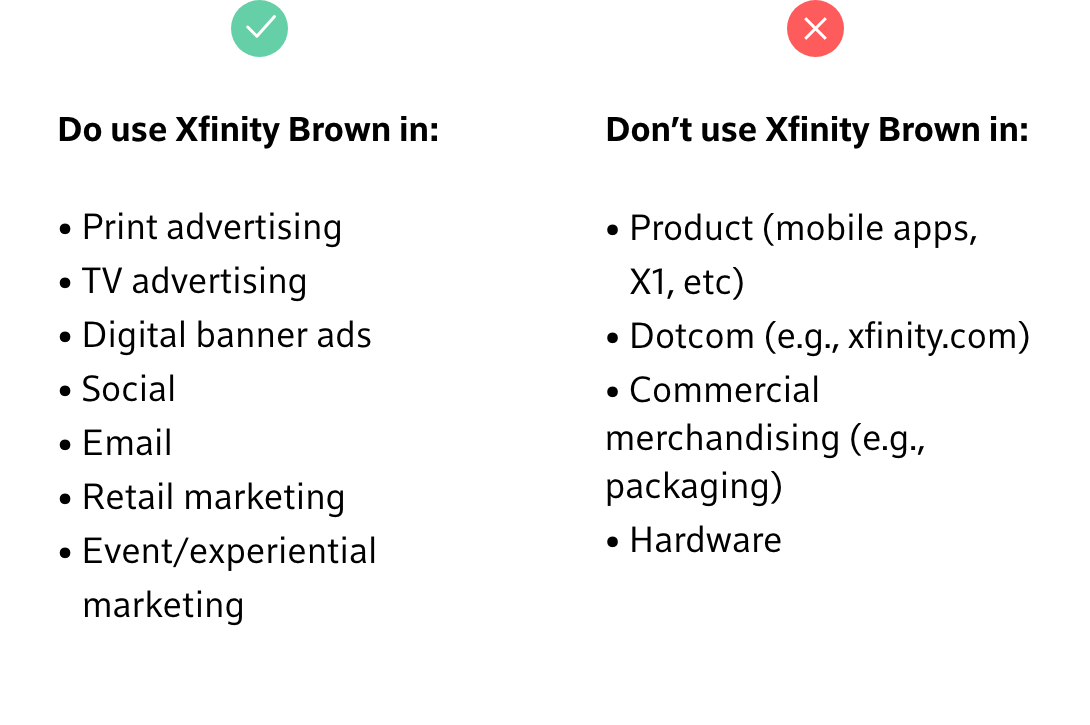 Do use Xfinity Brown in:
• Print advertising
• TV advertising
• Digital banner ads
• Social
• Email
• Retail marketing
• Event/experiential
marketing
Don’t use Xfinity Brown in:
• Product (mobile apps,
X1, etc)
• Dotcom (e.g., xfinity.com)
• Commercial
merchandising (e.g.,
packaging)
• Hardware